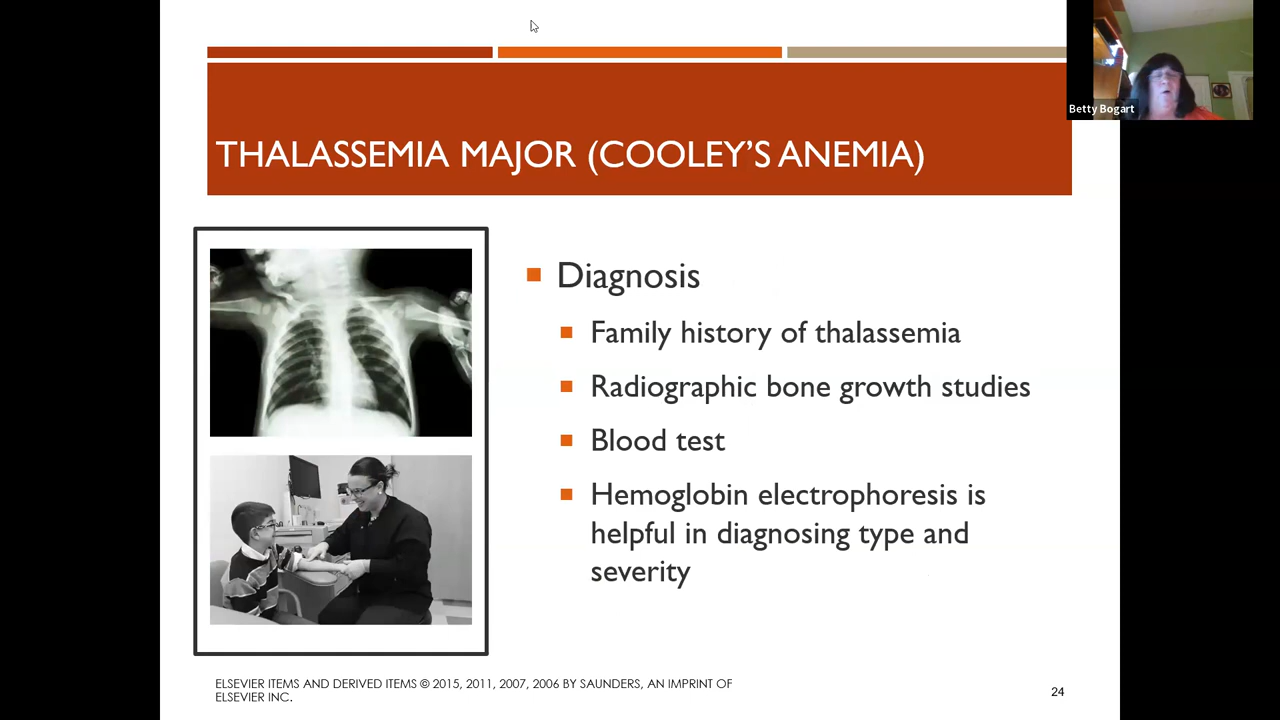 Betty Bogart
THALASSEMIA MAJOR (COOLEY’S ANEMIA)
Diagnosis
Family history of thalassemia
Radiographic bone growth studies
Blood test
Hemoglobin electrophoresis is
helpful in diagnosing type and
severity
ELSEVIER ITEMS AND DERIVED ITEMS © 2015, 2011, 2007, 2006 BY SAUNDERS, AN IMPRINT OF
ELSEVIER INC.
24